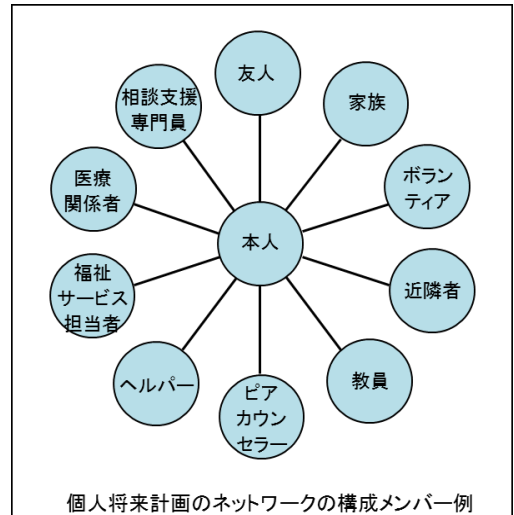 友人
相談支援
専門員
家族
医療
関係者
ボラン
ティア
本人
福祉
サービス
担当者
近隣者
ヘルパー
ピア
カウン
セラー
教員
個人将来計画のネットワークの構成メンバー例